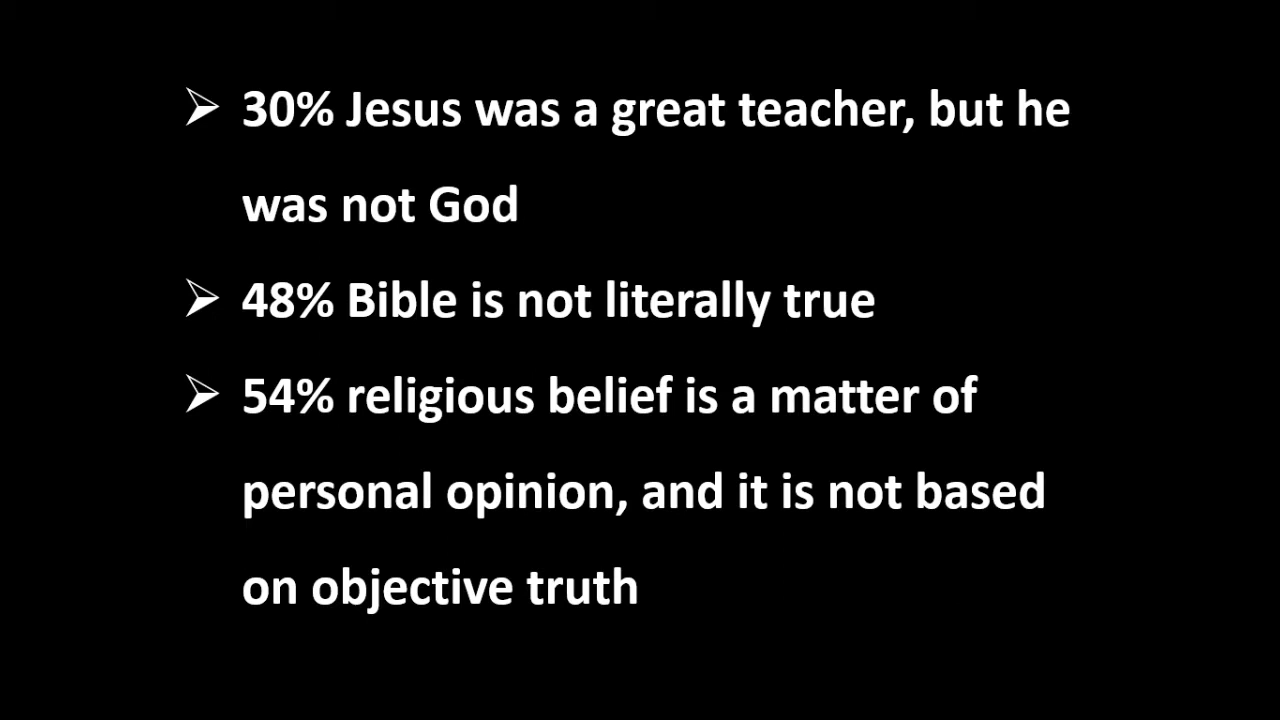 ➢ 30% Jesus was a great teacher, but he
was not God
➢ 48% Bible is not literally true
➢ 54% religious belief is a matter of
personal opinion, and it is not based
on objective truth